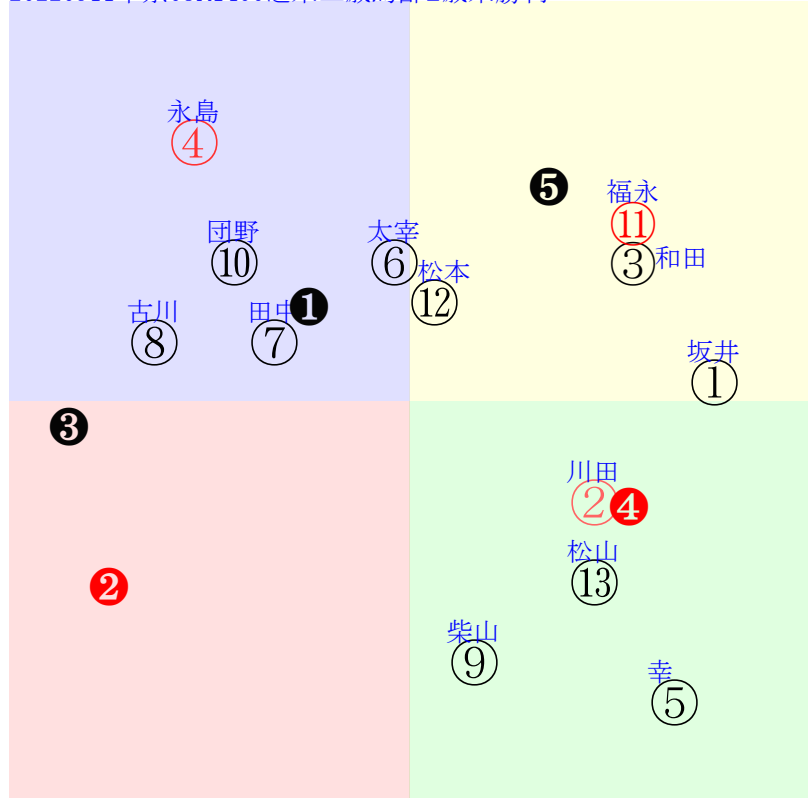 永島
④
❺
福永
⑪
団野
⑩
太宰
⑥
③ 和田
松本
⑫
古川
⑧
田中
⑦
❶
坂井
①
❸
川田
②
❹
松山
⑬
❷
柴山
⑨
幸
⑤